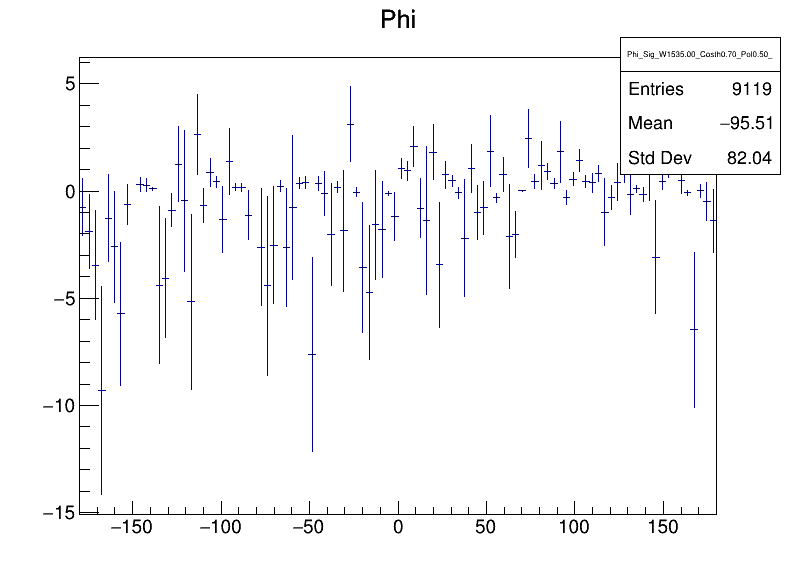 Phi
Phi_Sig_W1535.00_Costh0.70_Pol0.50_
Entries 9119
Mean −95.51
Std Dev 82.04
5
0
−5
−10
−15
−150 −100 −50 0 50 100 150